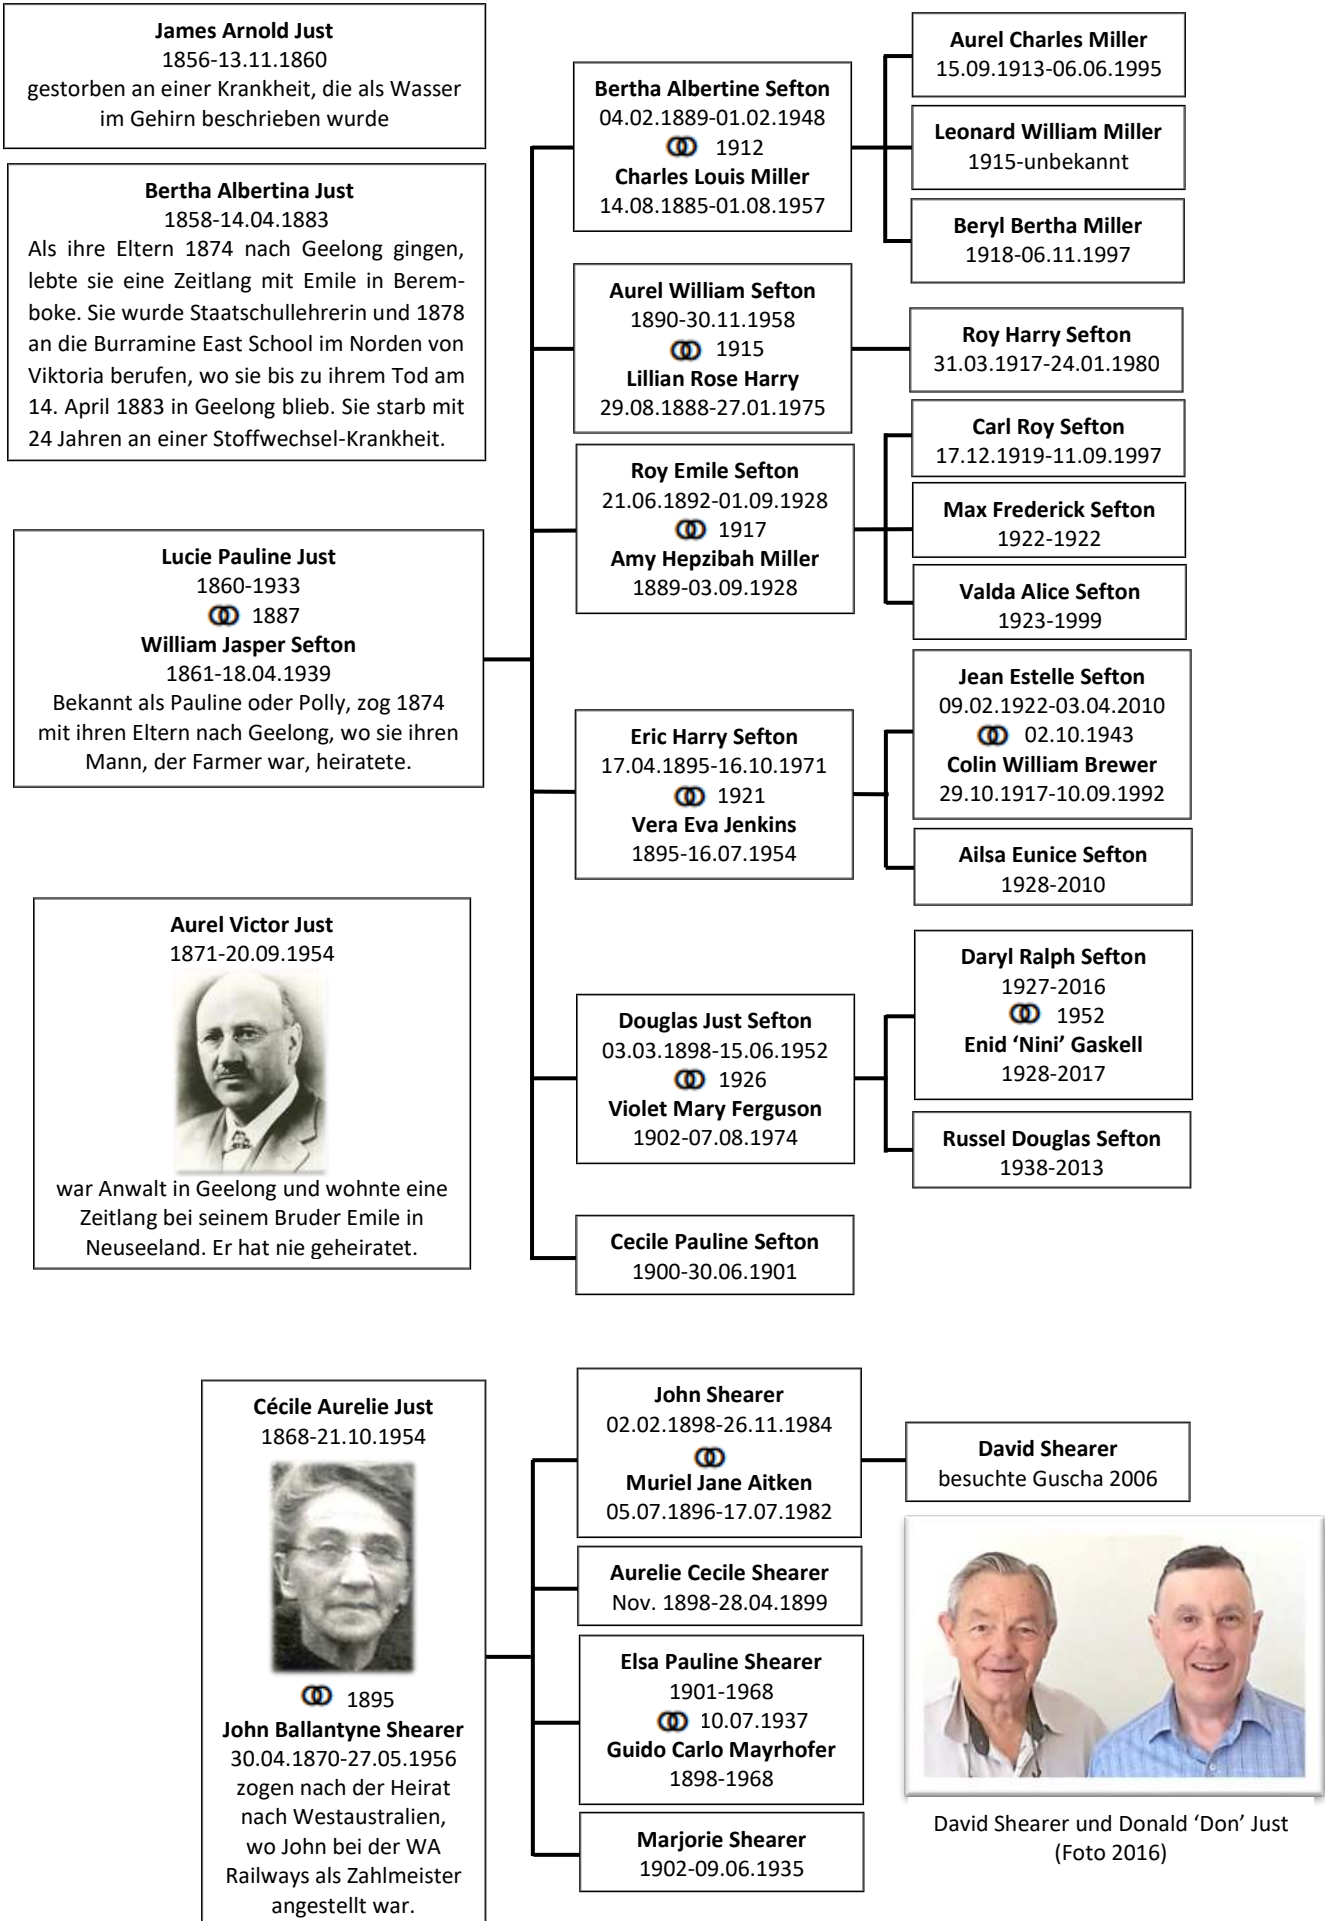 James Arnold Just
1856-13.11.1860
gestorben an einer Krankheit, die als Wasser
im Gehirn beschrieben wurde
Bertha Albertina Just
1858-14.04.1883
Als ihre Eltern 1874 nach Geelong gingen,
lebte sie eine Zeitlang mit Emile in Berem-
boke. Sie wurde Staatschullehrerin und 1878
an die Burramine East School im Norden von
Viktoria berufen, wo sie bis zu ihrem Tod am
14. April 1883 in Geelong blieb. Sie starb mit
24 Jahren an einer Stoffwechsel-Krankheit.
Lucie Pauline Just
1860-1933
1887
William Jasper Sefton
1861-18.04.1939
Bekannt als Pauline oder Polly, zog 1874
mit ihren Eltern nach Geelong, wo sie ihren
Mann, der Farmer war, heiratete.
Bertha Albertine Sefton
04.02.1889-01.02.1948
1912
Charles Louis Miller
14.08.1885-01.08.1957
Aurel Charles Miller
15.09.1913-06.06.1995
Leonard William Miller
1915-unbekannt
Beryl Bertha Miller
1918-06.11.1997
Aurel William Sefton
1890-30.11.1958
1915
Lillian Rose Harry
29.08.1888-27.01.1975
Roy Harry Sefton
31.03.1917-24.01.1980
Roy Emile Sefton
21.06.1892-01.09.1928
1917
Amy Hepzibah Miller
1889-03.09.1928
Carl Roy Sefton
17.12.1919-11.09.1997
Max Frederick Sefton
1922-1922
Valda Alice Sefton
1923-1999
Eric Harry Sefton
17.04.1895-16.10.1971
1921
Vera Eva Jenkins
1895-16.07.1954
Jean Estelle Sefton
09.02.1922-03.04.2010
02.10.1943
Colin William Brewer
29.10.1917-10.09.1992
Ailsa Eunice Sefton
1928-2010
Douglas Just Sefton
03.03.1898-15.06.1952
1926
Violet Mary Ferguson
1902-07.08.1974
Daryl Ralph Sefton
1927-2016
1952
Enid ‘Nini’ Gaskell
1928-2017
Russel Douglas Sefton
1938-2013
Cecile Pauline Sefton
1900-30.06.1901
Aurel Victor Just
1871-20.09.1954
war Anwalt in Geelong und wohnte eine
Zeitlang bei seinem Bruder Emile in
Neuseeland. Er hat nie geheiratet.
Cécile Aurelie Just
1868-21.10.1954
1895
John Ballantyne Shearer
30.04.1870-27.05.1956
zogen nach der Heirat
nach Westaustralien,
wo John bei der WA
Railways als Zahlmeister
angestellt war.
John Shearer
02.02.1898-26.11.1984
Muriel Jane Aitken
05.07.1896-17.07.1982
David Shearer
besuchte Guscha 2006
Aurelie Cecile Shearer
Nov. 1898-28.04.1899
Elsa Pauline Shearer
1901-1968
10.07.1937
Guido Carlo Mayrhofer
1898-1968
Marjorie Shearer
1902-09.06.1935
David Shearer und Donald ‘Don’ Just
(Foto 2016)